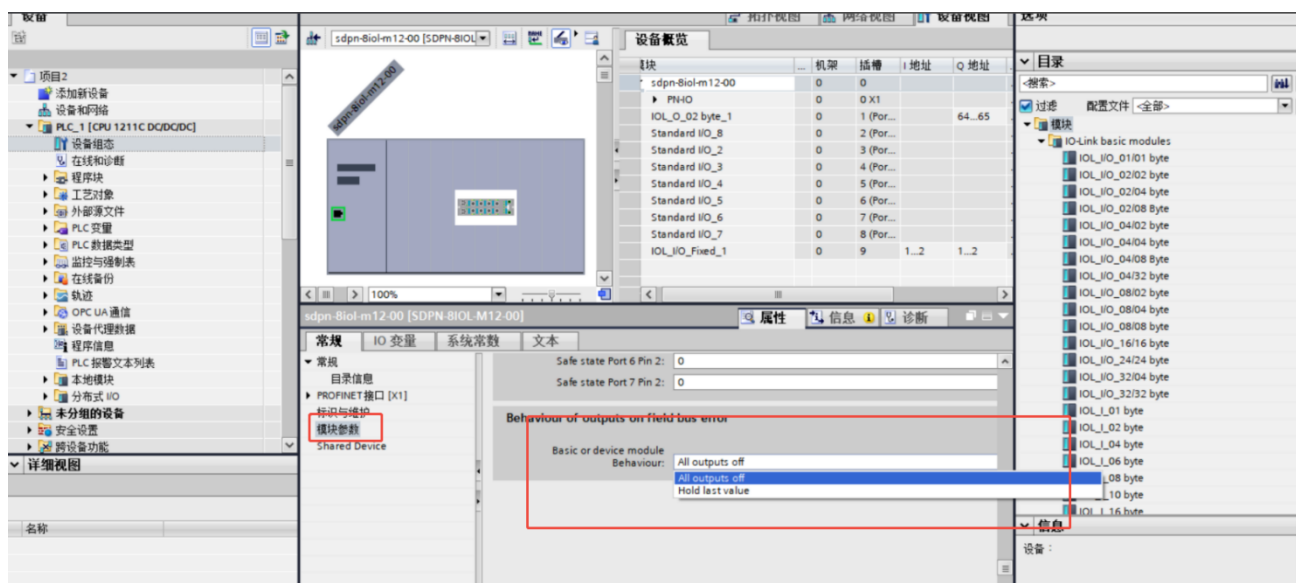 设备
拓扑视图
网络视图
设备视图
选项
sdpn-8iol-m12-00 [SDPN-8IOL
设备概览
项目2
添加新设备
设备和网络
PLC_1 [CPU 1211C DC/DC/DC]
设备组态
在线和诊断
程序块
工艺对象
外部源文件
PLC 变量
PLC 数据类型
监控与强制表
在线备份
轨迹
OPC UA 通信
设备代理数据
程序信息
PLC 报警文本列表
本地模块
分布式 I/O
未分组的设备
安全设置
跨设备功能
详细视图
名称
sdpn-8iol-m12-00
100%
模块 ... 机架 插槽 I 地址 Q 地址
sdpn-8iol-m12-00 0 0
PN-IO 0 0 X1
IOL_O_02 byte_1 0 1 (Por... 64...65
Standard I/O_8 0 2 (Por...
Standard I/O_2 0 3 (Por...
Standard I/O_3 0 4 (Por...
Standard I/O_4 0 5 (Por...
Standard I/O_5 0 6 (Por...
Standard I/O_6 0 7 (Por...
Standard I/O_7 0 8 (Por...
IOL_I/O_Fixed_1 0 9 1...2 1...2
sdpn-8iol-m12-00 [SDPN-8IOL-M12-00]
属性
信息
诊断
常规
IO 变量
系统常数
文本
常规
目录信息
PROFINET 接口 [X1]
标识与维护
模块参数
Shared Device
Safe state Port 6 Pin 2: 0
Safe state Port 7 Pin 2: 0
Behaviour of outputs on field bus error
Basic or device module
Behaviour: All outputs off
All outputs off
Hold last value
目录
<搜索>
过滤 配置文件 <全部>
模块
IO-Link basic modules
IOL_I/O_01/01 byte
IOL_I/O_02/02 byte
IOL_I/O_02/04 byte
IOL_I/O_02/08 Byte
IOL_I/O_04/02 byte
IOL_I/O_04/04 byte
IOL_I/O_04/08 Byte
IOL_I/O_04/32 byte
IOL_I/O_08/02 byte
IOL_I/O_08/04 byte
IOL_I/O_08/08 byte
IOL_I/O_16/16 byte
IOL_I/O_24/24 byte
IOL_I/O_32/04 byte
IOL_I/O_32/32 byte
IOL_I_01 byte
IOL_I_02 byte
IOL_I_04 byte
IOL_I_06 byte
_08 byte
10 byte
IOL_I_16 byte
信息
设备：